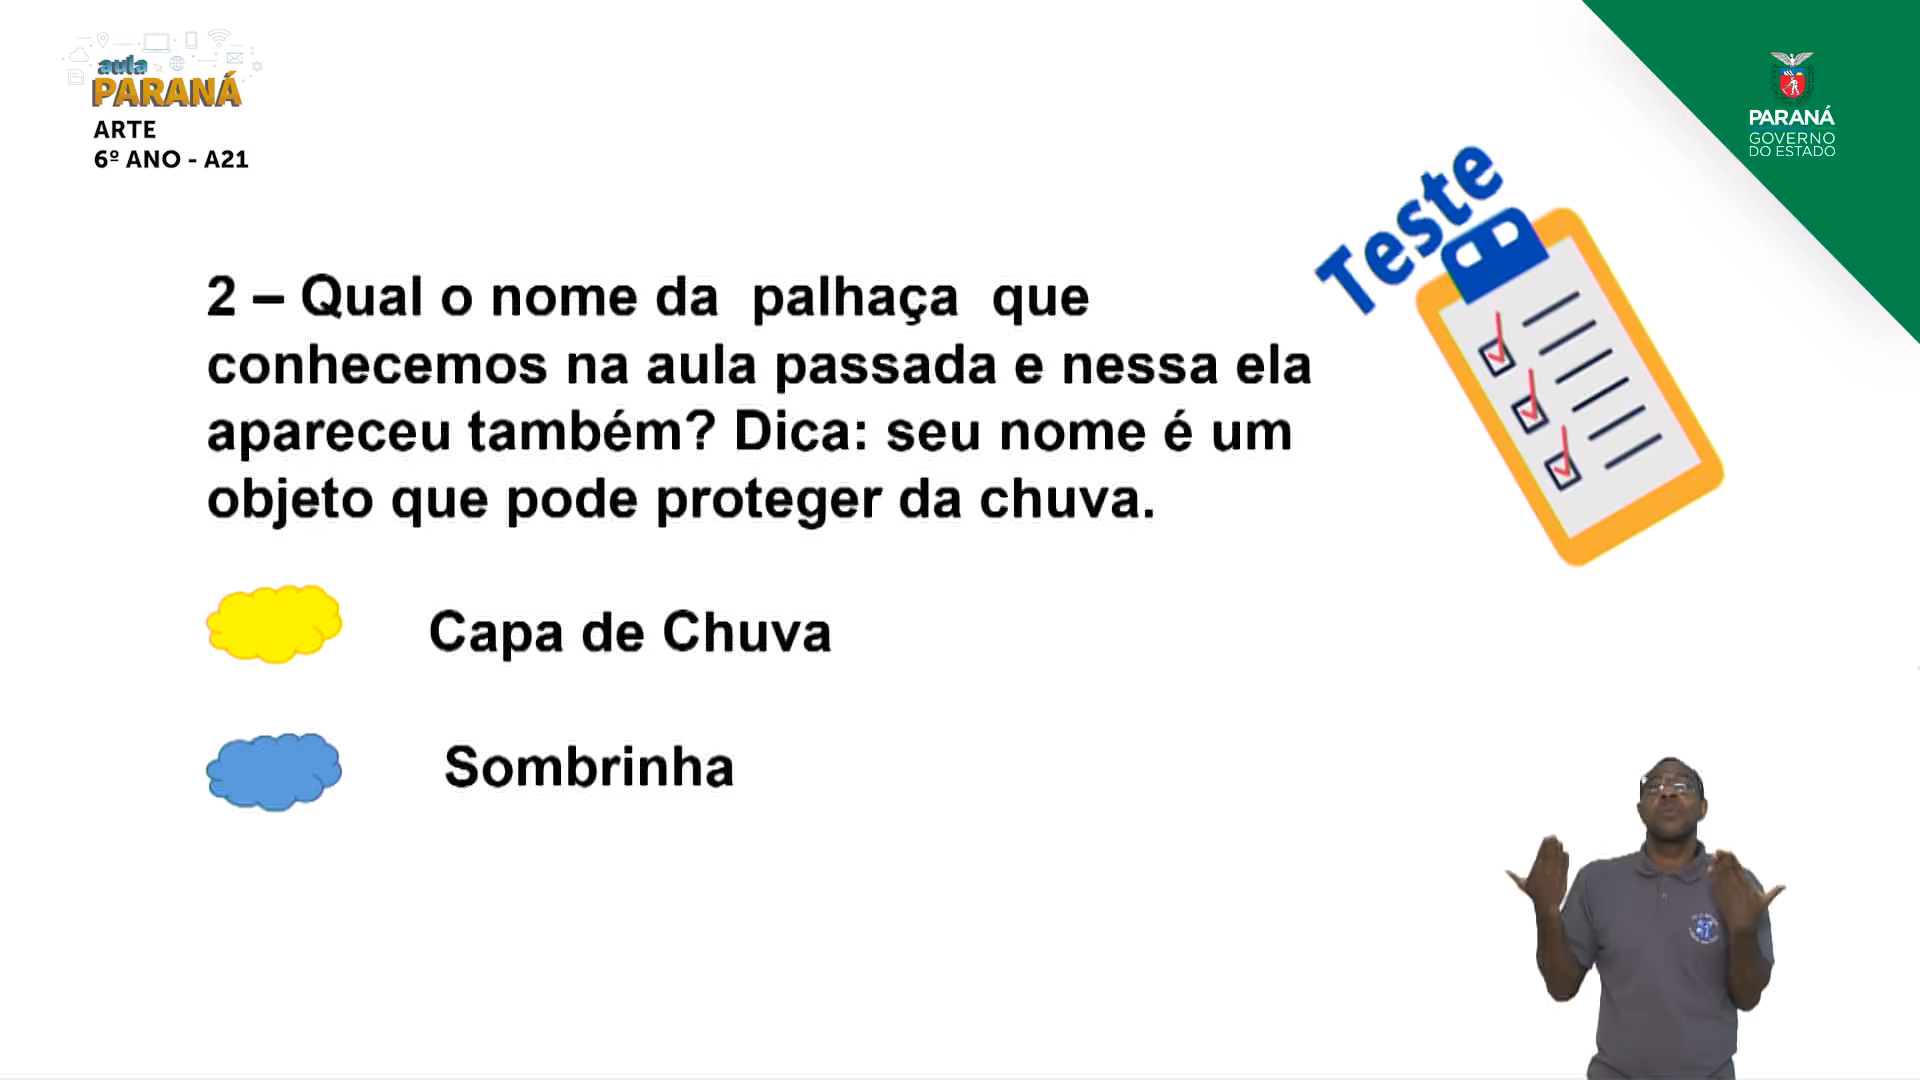 aula
PARANÁ
ARTE
6º ANO - A21
PARANÁ
GOVERNO
DO ESTADO
Teste
2 – Qual o nome da palhaça que
conhecemos na aula passada e nessa ela
apareceu também? Dica: seu nome é um
objeto que pode proteger da chuva.
Capa de Chuva
Sombrinha